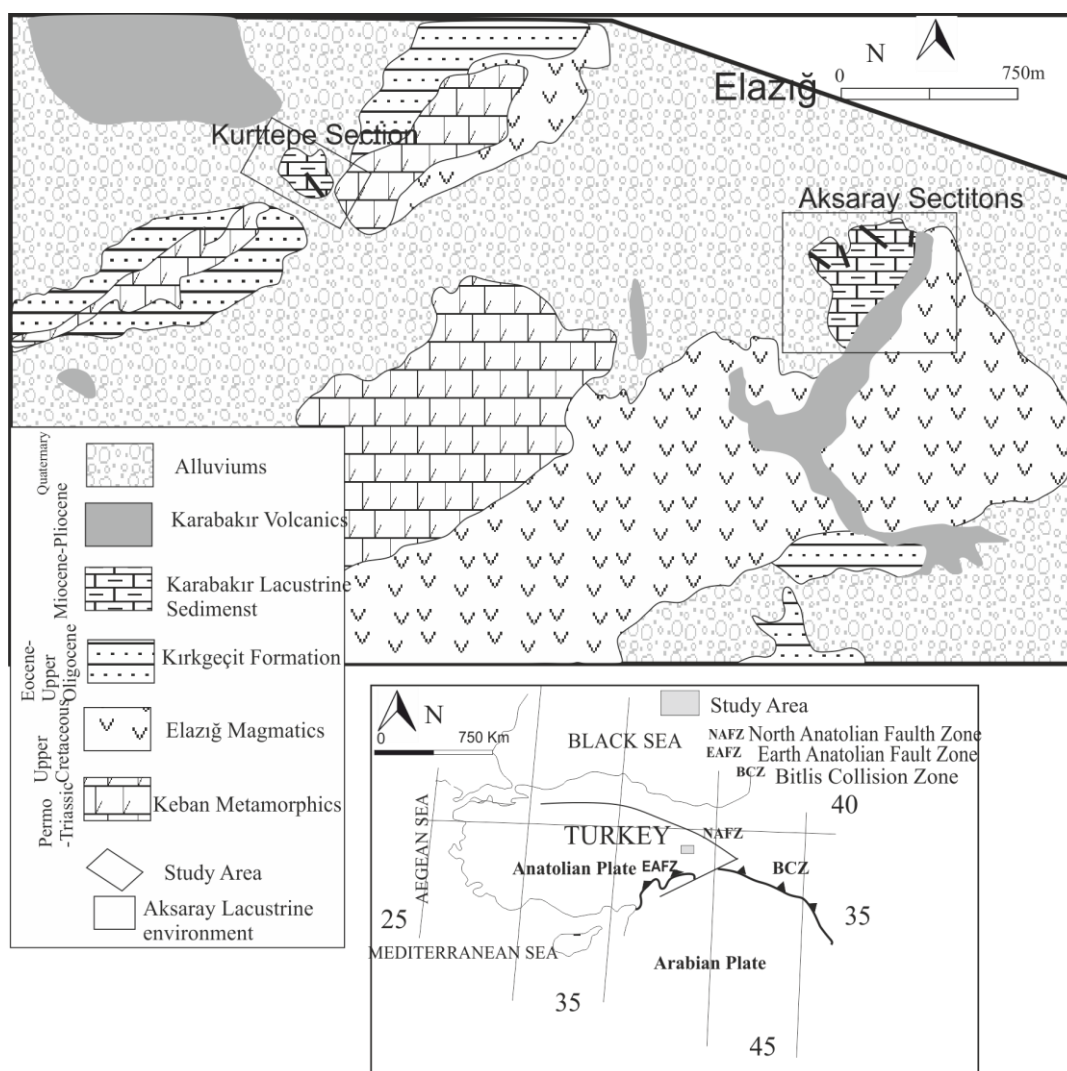 N
Elazığ
0 750m
Kurttepe Section
Aksaray Sectitons
Quaternary
Alluviums
Miocene-Pliocene
Karabakır Volcanics
Karabakır Lacustrine
Sedimenst
Eocene-
Upper
Oligocene
Kırkgeçit Formation
Upper
Cretaceous
Elazığ Magmatics
Permo
-Triassic
Keban Metamorphics
Study Area
Aksaray Lacustrine
environment
N
0 750 Km
Study Area
NAFZ North Anatolian Faulth Zone
EAFZ Earth Anatolian Fault Zone
BCZ Bitlis Collision Zone
BLACK SEA
40
AEGEAN SEA
TURKEY
NAFZ
Anatolian Plate
EAFZ
BCZ
25
35
MEDITERRANEAN SEA
Arabian Plate
35
45